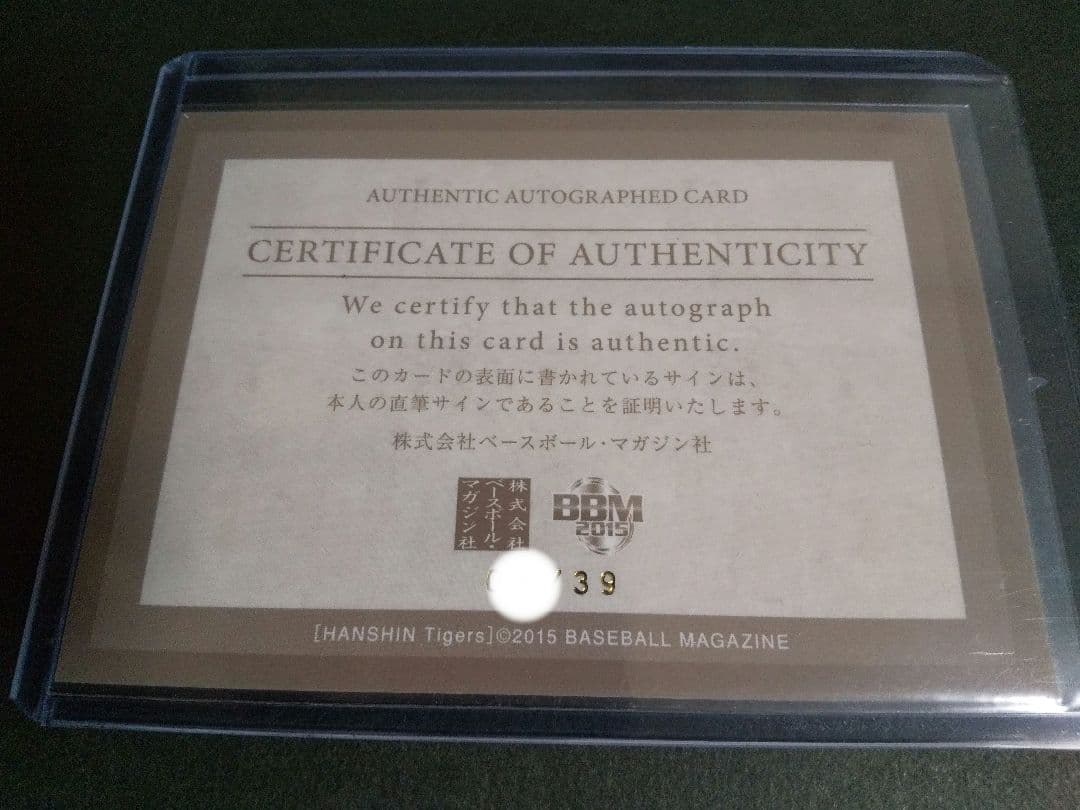 AUTHENTIC AUTOGRAPHED CARD
CERTIFICATE OF AUTHENTICITY
We certify that the autograph
on this card is authentic.
このカードの表面に書かれているサインは、
本人の直筆サインであることを証明いたします。
株式会社ベースボール・マガジン社
株式会社
ベースボール・
マガジン社
BBM
2015
39
[HANSHIN Tigers]©2015 BASEBALL MAGAZINE